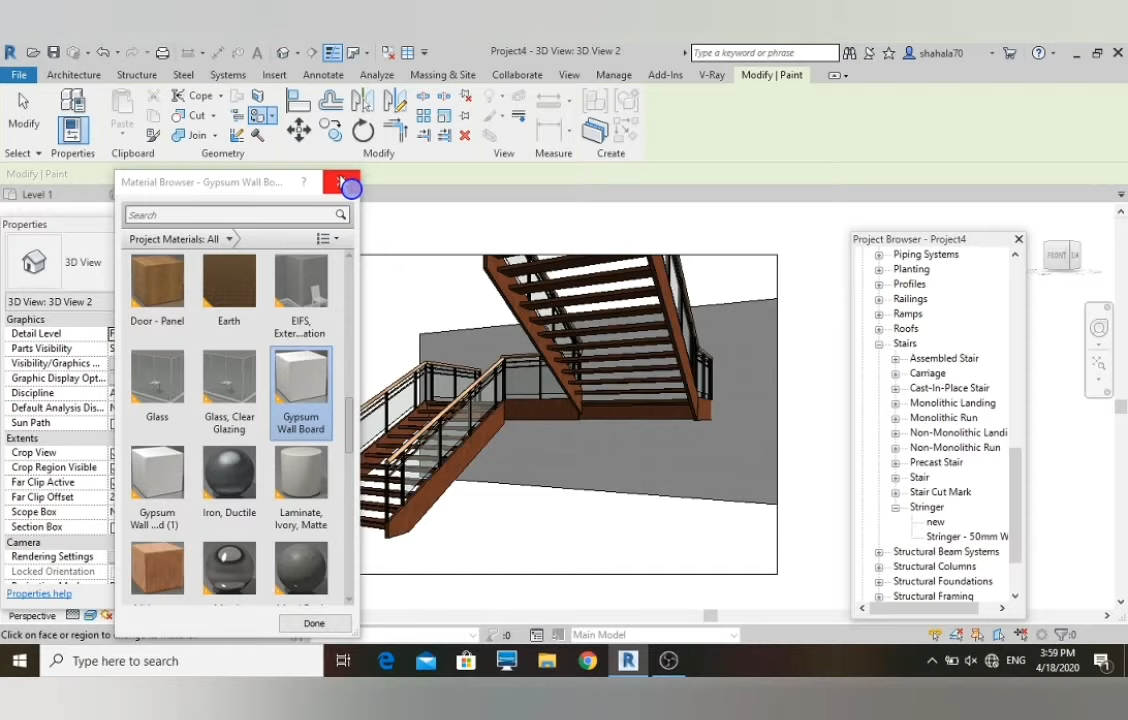 Project4 - 3D View: 3D View 2
Type a keyword or phrase
shahala70
File
Architecture
Structure
Steel
Systems
Insert
Annotate
Analyze
Massing & Site
Collaborate
View
Manage
Add-Ins
V-Ray
Modify | Paint
Modify
Paste
Cope
Cut
Join
Select
Properties
Clipboard
Geometry
Modify
View
Measure
Create
Modify | Paint
Level 1
Properties
3D View
3D View: 3D View 2
Graphics
Detail Level
Parts Visibility
Visibility/Graphics ...
Graphic Display Opt...
Discipline
Default Analysis Dis...
Sun Path
Extents
Crop View
Crop Region Visible
Far Clip Active
Far Clip Offset
Scope Box
Section Box
Camera
Rendering Settings
Locked Orientation
Properties help
Material Browser - Gypsum Wall Bo...
?
Search
Project Materials: All
Door - Panel
Earth
EIFS,
Exter...ation
Glass
Glass, Clear
Glazing
Gypsum
Wall Board
Gypsum
Wall ...d (1)
Iron, Ductile
Laminate,
Ivory, Matte
Done
Project Browser - Project4
Piping Systems
Planting
Profiles
Railings
Ramps
Roofs
Stairs
Assembled Stair
Carriage
Cast-In-Place Stair
Monolithic Landing
Monolithic Run
Non-Monolithic Landi
Non-Monolithic Run
Precast Stair
Stair
Stair Cut Mark
Stringer
new
Stringer - 50mm W
Structural Beam Systems
Structural Columns
Structural Foundations
Structural Framing
FRONT
Perspective
Click on face or region to
:0
Main Model
:0
Type here to search
ENG
3:59 PM
4/18/2020